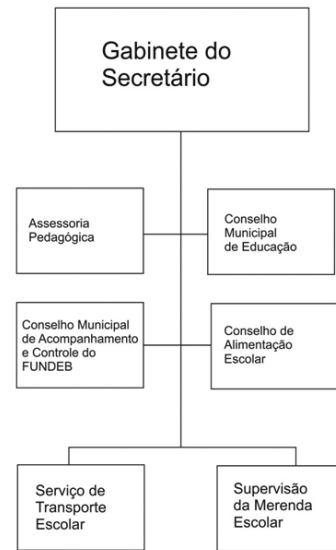 Gabinete do
Secretário
Assessoria
Pedagógica
Conselho
Municipal
de Educação
Conselho Municipal
de Acompanhamento
e Controle do
FUNDEB
Conselho de
Alimentação
Escolar
Serviço de
Transporte
Escolar
Supervisão
da Merenda
Escolar